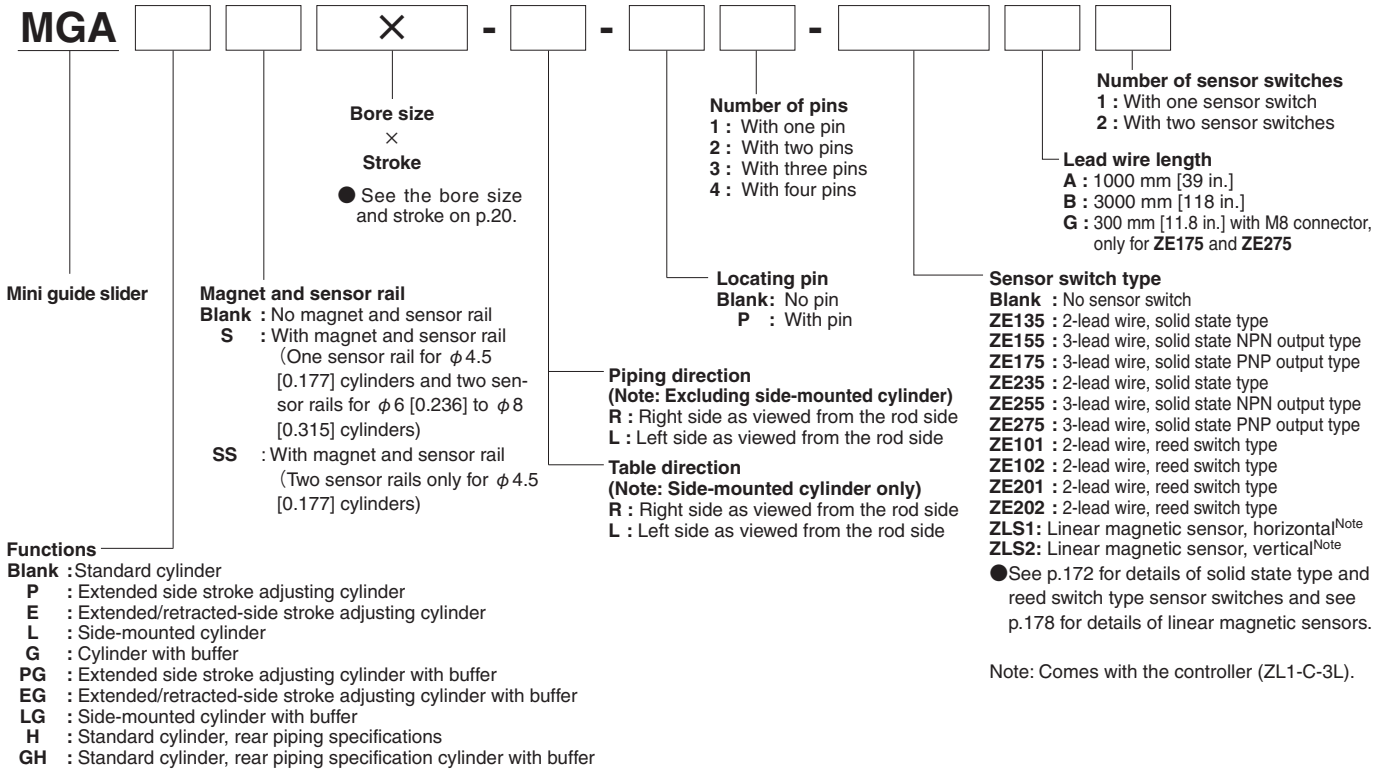 MGA × - - -
Mini guide slider
Bore size
×
Stroke
● See the bore size
and stroke on p.20.
Number of pins
1 : With one pin
2 : With two pins
3 : With three pins
4 : With four pins
Number of sensor switches
1 : With one sensor switch
2 : With two sensor switches
Lead wire length
A : 1000 mm [39 in.]
B : 3000 mm [118 in.]
G : 300 mm [11.8 in.] with M8 connector,
only for ZE175 and ZE275
Magnet and sensor rail
Blank : No magnet and sensor rail
S : With magnet and sensor rail
(One sensor rail for φ4.5
[0.177] cylinders and two sen-
sor rails for φ6 [0.236] to φ8
[0.315] cylinders)
SS : With magnet and sensor rail
(Two sensor rails only for φ4.5
[0.177] cylinders)
Locating pin
Blank: No pin
P : With pin
Piping direction
(Note: Excluding side-mounted cylinder)
R : Right side as viewed from the rod side
L : Left side as viewed from the rod side
Table direction
(Note: Side-mounted cylinder only)
R : Right side as viewed from the rod side
L : Left side as viewed from the rod side
Sensor switch type
Blank : No sensor switch
ZE135 : 2-lead wire, solid state type
ZE155 : 3-lead wire, solid state NPN output type
ZE175 : 3-lead wire, solid state PNP output type
ZE235 : 2-lead wire, solid state type
ZE255 : 3-lead wire, solid state NPN output type
ZE275 : 3-lead wire, solid state PNP output type
ZE101 : 2-lead wire, reed switch type
ZE102 : 2-lead wire, reed switch type
ZE201 : 2-lead wire, reed switch type
ZE202 : 2-lead wire, reed switch type
ZLS1: Linear magnetic sensor, horizontalNote
ZLS2: Linear magnetic sensor, verticalNote
●See p.172 for details of solid state type and
reed switch type sensor switches and see
p.178 for details of linear magnetic sensors.
Note: Comes with the controller (ZL1-C-3L).
Functions
Blank :Standard cylinder
P : Extended side stroke adjusting cylinder
E : Extended/retracted-side stroke adjusting cylinder
L : Side-mounted cylinder
G : Cylinder with buffer
PG : Extended side stroke adjusting cylinder with buffer
EG : Extended/retracted-side stroke adjusting cylinder with buffer
LG : Side-mounted cylinder with buffer
H : Standard cylinder, rear piping specifications
GH : Standard cylinder, rear piping specification cylinder with buffer